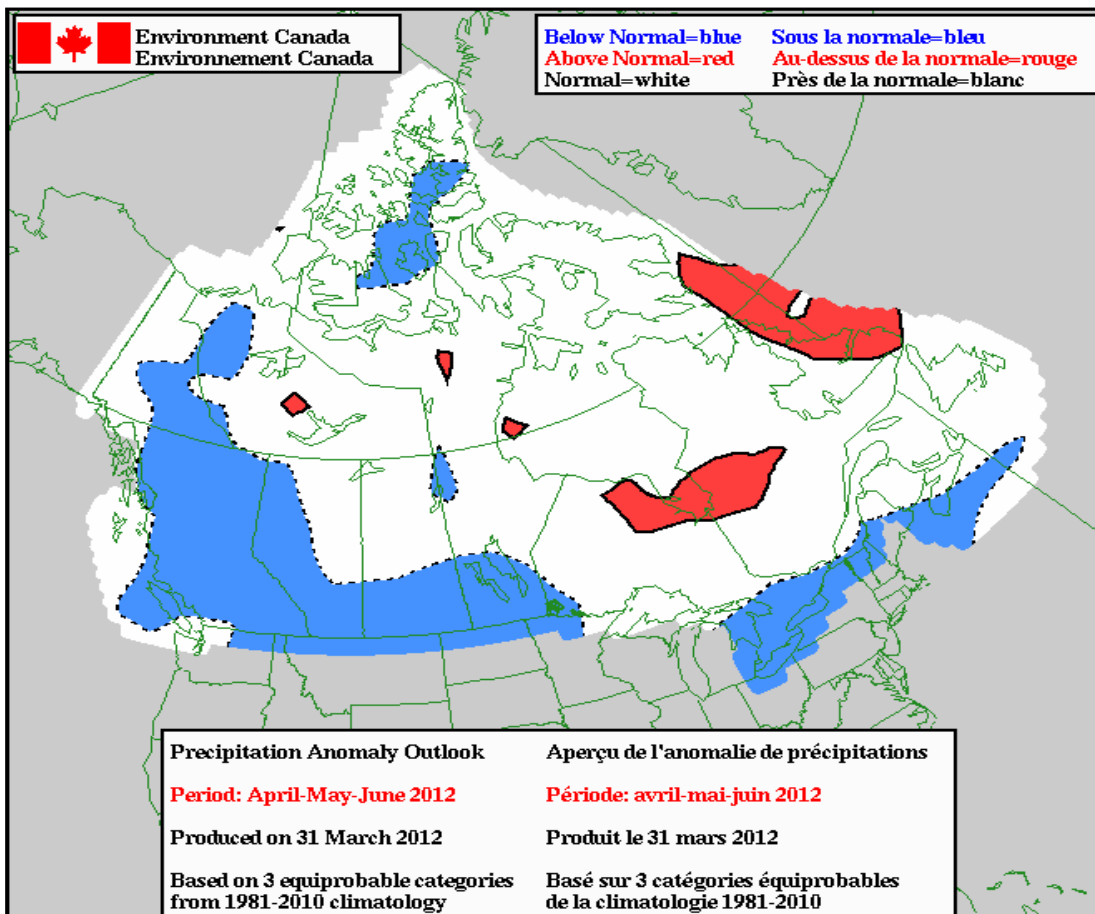 Environment Canada
Environnement Canada
Below Normal=blue
Above Normal=red
Normal=white
Sous la normale=bleu
Au-dessus de la normale=rouge
Près de la normale=blanc
Precipitation Anomaly Outlook
Period: April-May-June 2012
Produced on 31 March 2012
Based on 3 equiprobable categories
from 1981-2010 climatology
Aperçu de l'anomalie de précipitations
Période: avril-mai-juin 2012
Produit le 31 mars 2012
Basé sur 3 catégories équiprobables
de la climatologie 1981-2010